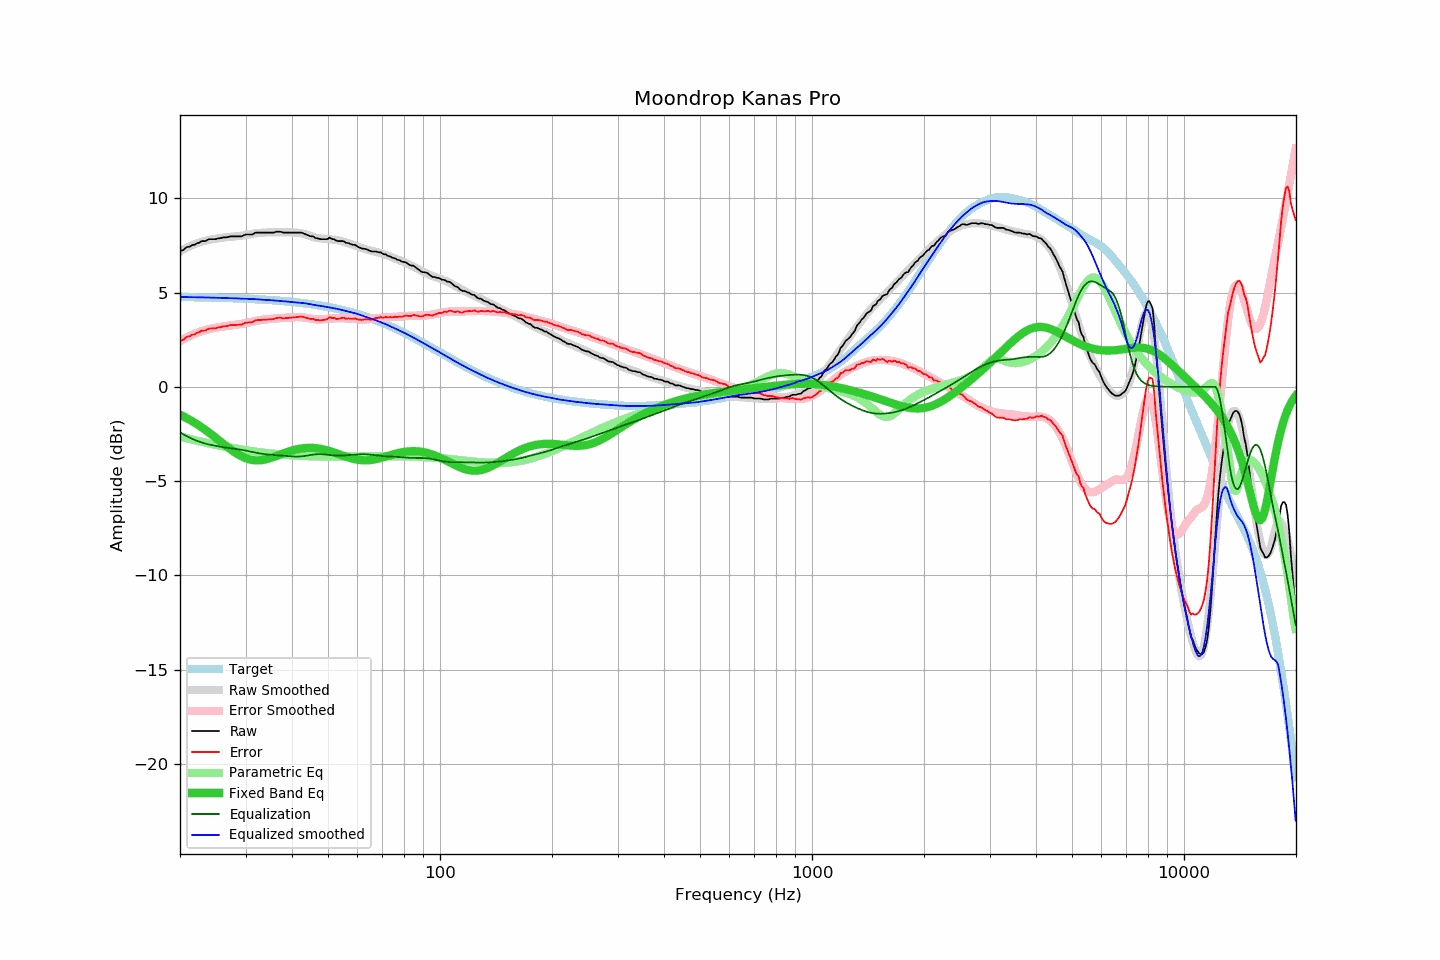 Moondrop Kanas Pro
Amplitude (dBr)
10
5
0
−5
−10
−15
−20
Target
Raw Smoothed
Error Smoothed
Raw
Error
Parametric Eq
Fixed Band Eq
Equalization
Equalized smoothed
100
1000
10000
Frequency (Hz)